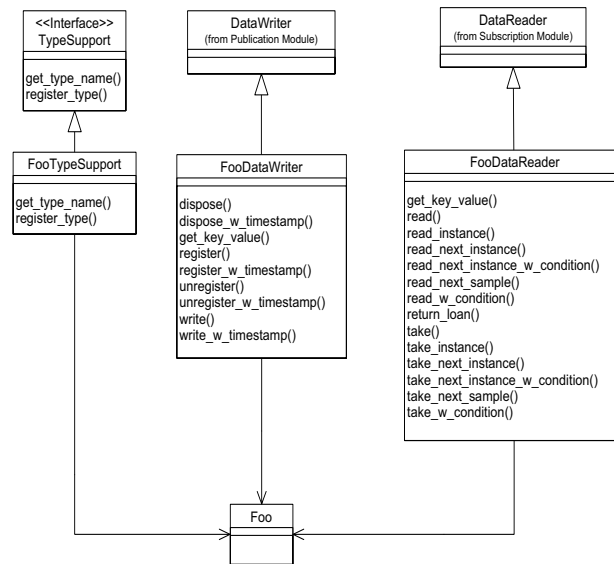 <<Interface>>
TypeSupport
get_type_name()
register_type()
DataWriter
(from Publication Module)
DataReader
(from Subscription Module)
FooTypeSupport
get_type_name()
register_type()
FooDataWriter
dispose()
dispose_w_timestamp()
get_key_value()
register()
register_w_timestamp()
unregister()
unregister_w_timestamp()
write()
write_w_timestamp()
FooDataReader
get_key_value()
read()
read_instance()
read_next_instance()
read_next_instance_w_condition()
read_next_sample()
read_w_condition()
return_loan()
take()
take_instance()
take_next_instance()
take_next_instance_w_condition()
take_next_sample()
take_w_condition()
Foo